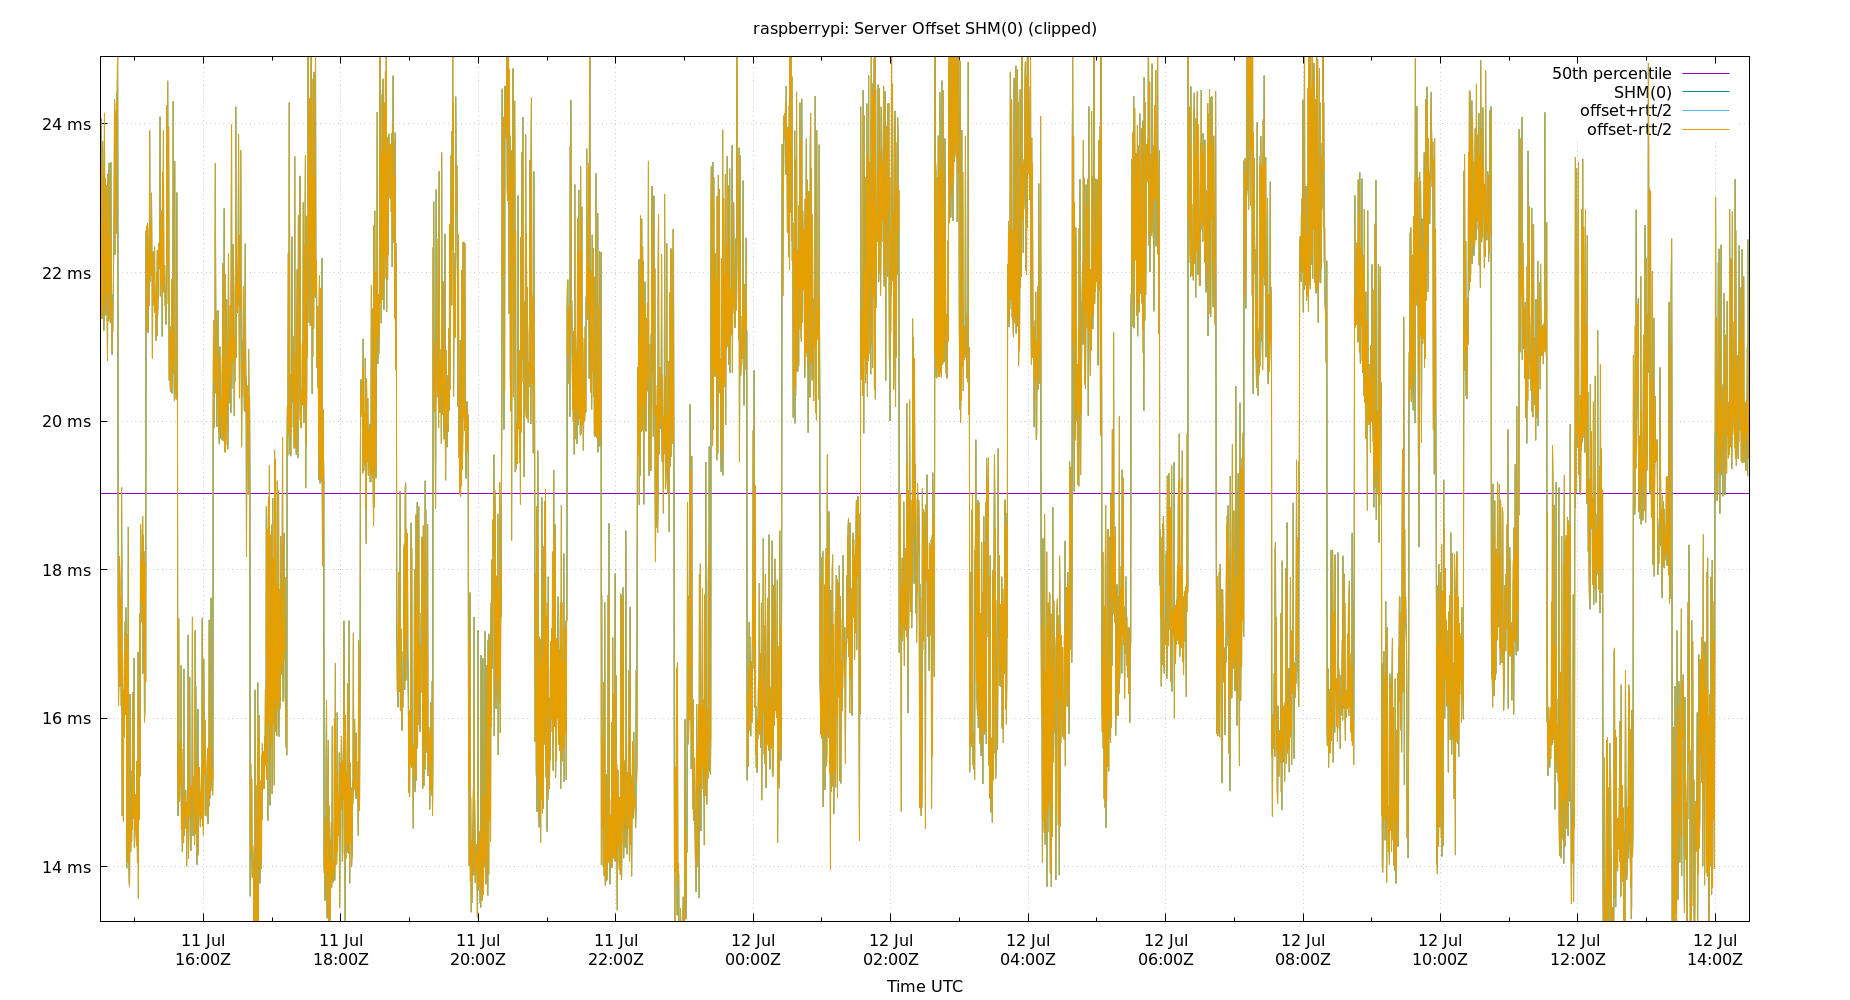 raspberrypi: Server Offset SHM(0) (clipped)
50th percentile
SHM(0)
offset+rtt/2
offset-rtt/2
24 ms
22 ms
20 ms
18 ms
16 ms
14 ms
11 Jul 11 Jul 11 Jul 11 Jul 12 Jul 12 Jul 12 Jul 12 Jul 12 Jul 12 Jul 12 Jul 12 Jul
16:00Z 18:00Z 20:00Z 22:00Z 00:00Z 02:00Z 04:00Z 06:00Z 08:00Z 10:00Z 12:00Z 14:00Z
Time UTC